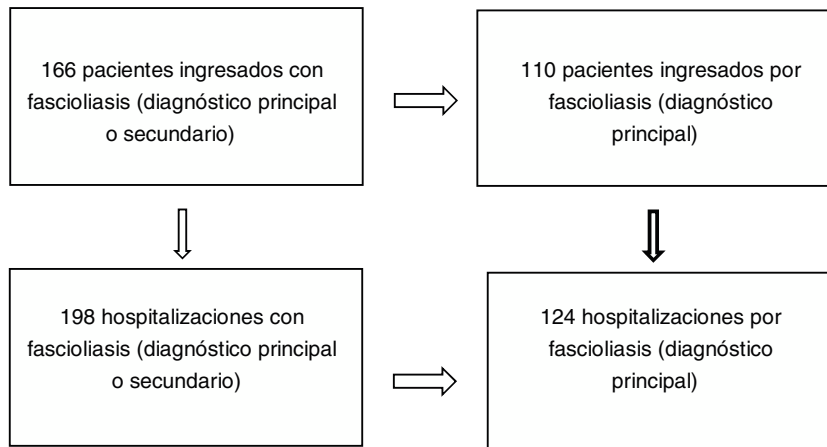 166 pacientes ingresados con
fascioliasis (diagnóstico principal
o secundario)
110 pacientes ingresados por
fascioliasis (diagnóstico
principal)
198 hospitalizaciones con
fascioliasis (diagnóstico principal
o secundario)
124 hospitalizaciones por
fascioliasis (diagnóstico
principal)